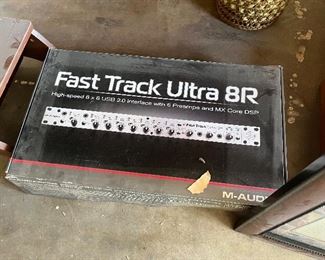 Fast Track Ultra 8R
High-speed 8 x 8 USB 2.0 Interface with 8 Preamps and MX Core DSP
M-AUD